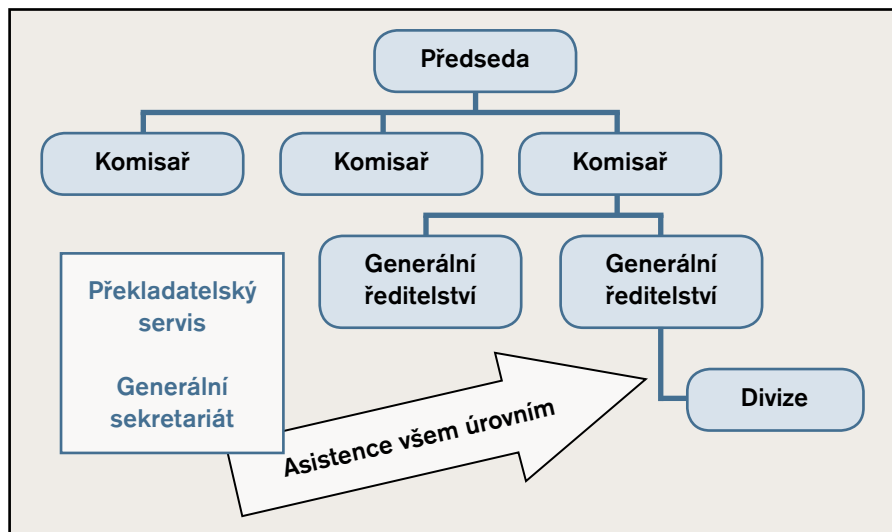 Předseda
Komisař
Komisař
Komisař
Generální
ředitelství
Generální
ředitelství
Překladatelský
servis
Generální
sekretariát
Divize
Asistence všem úrovním